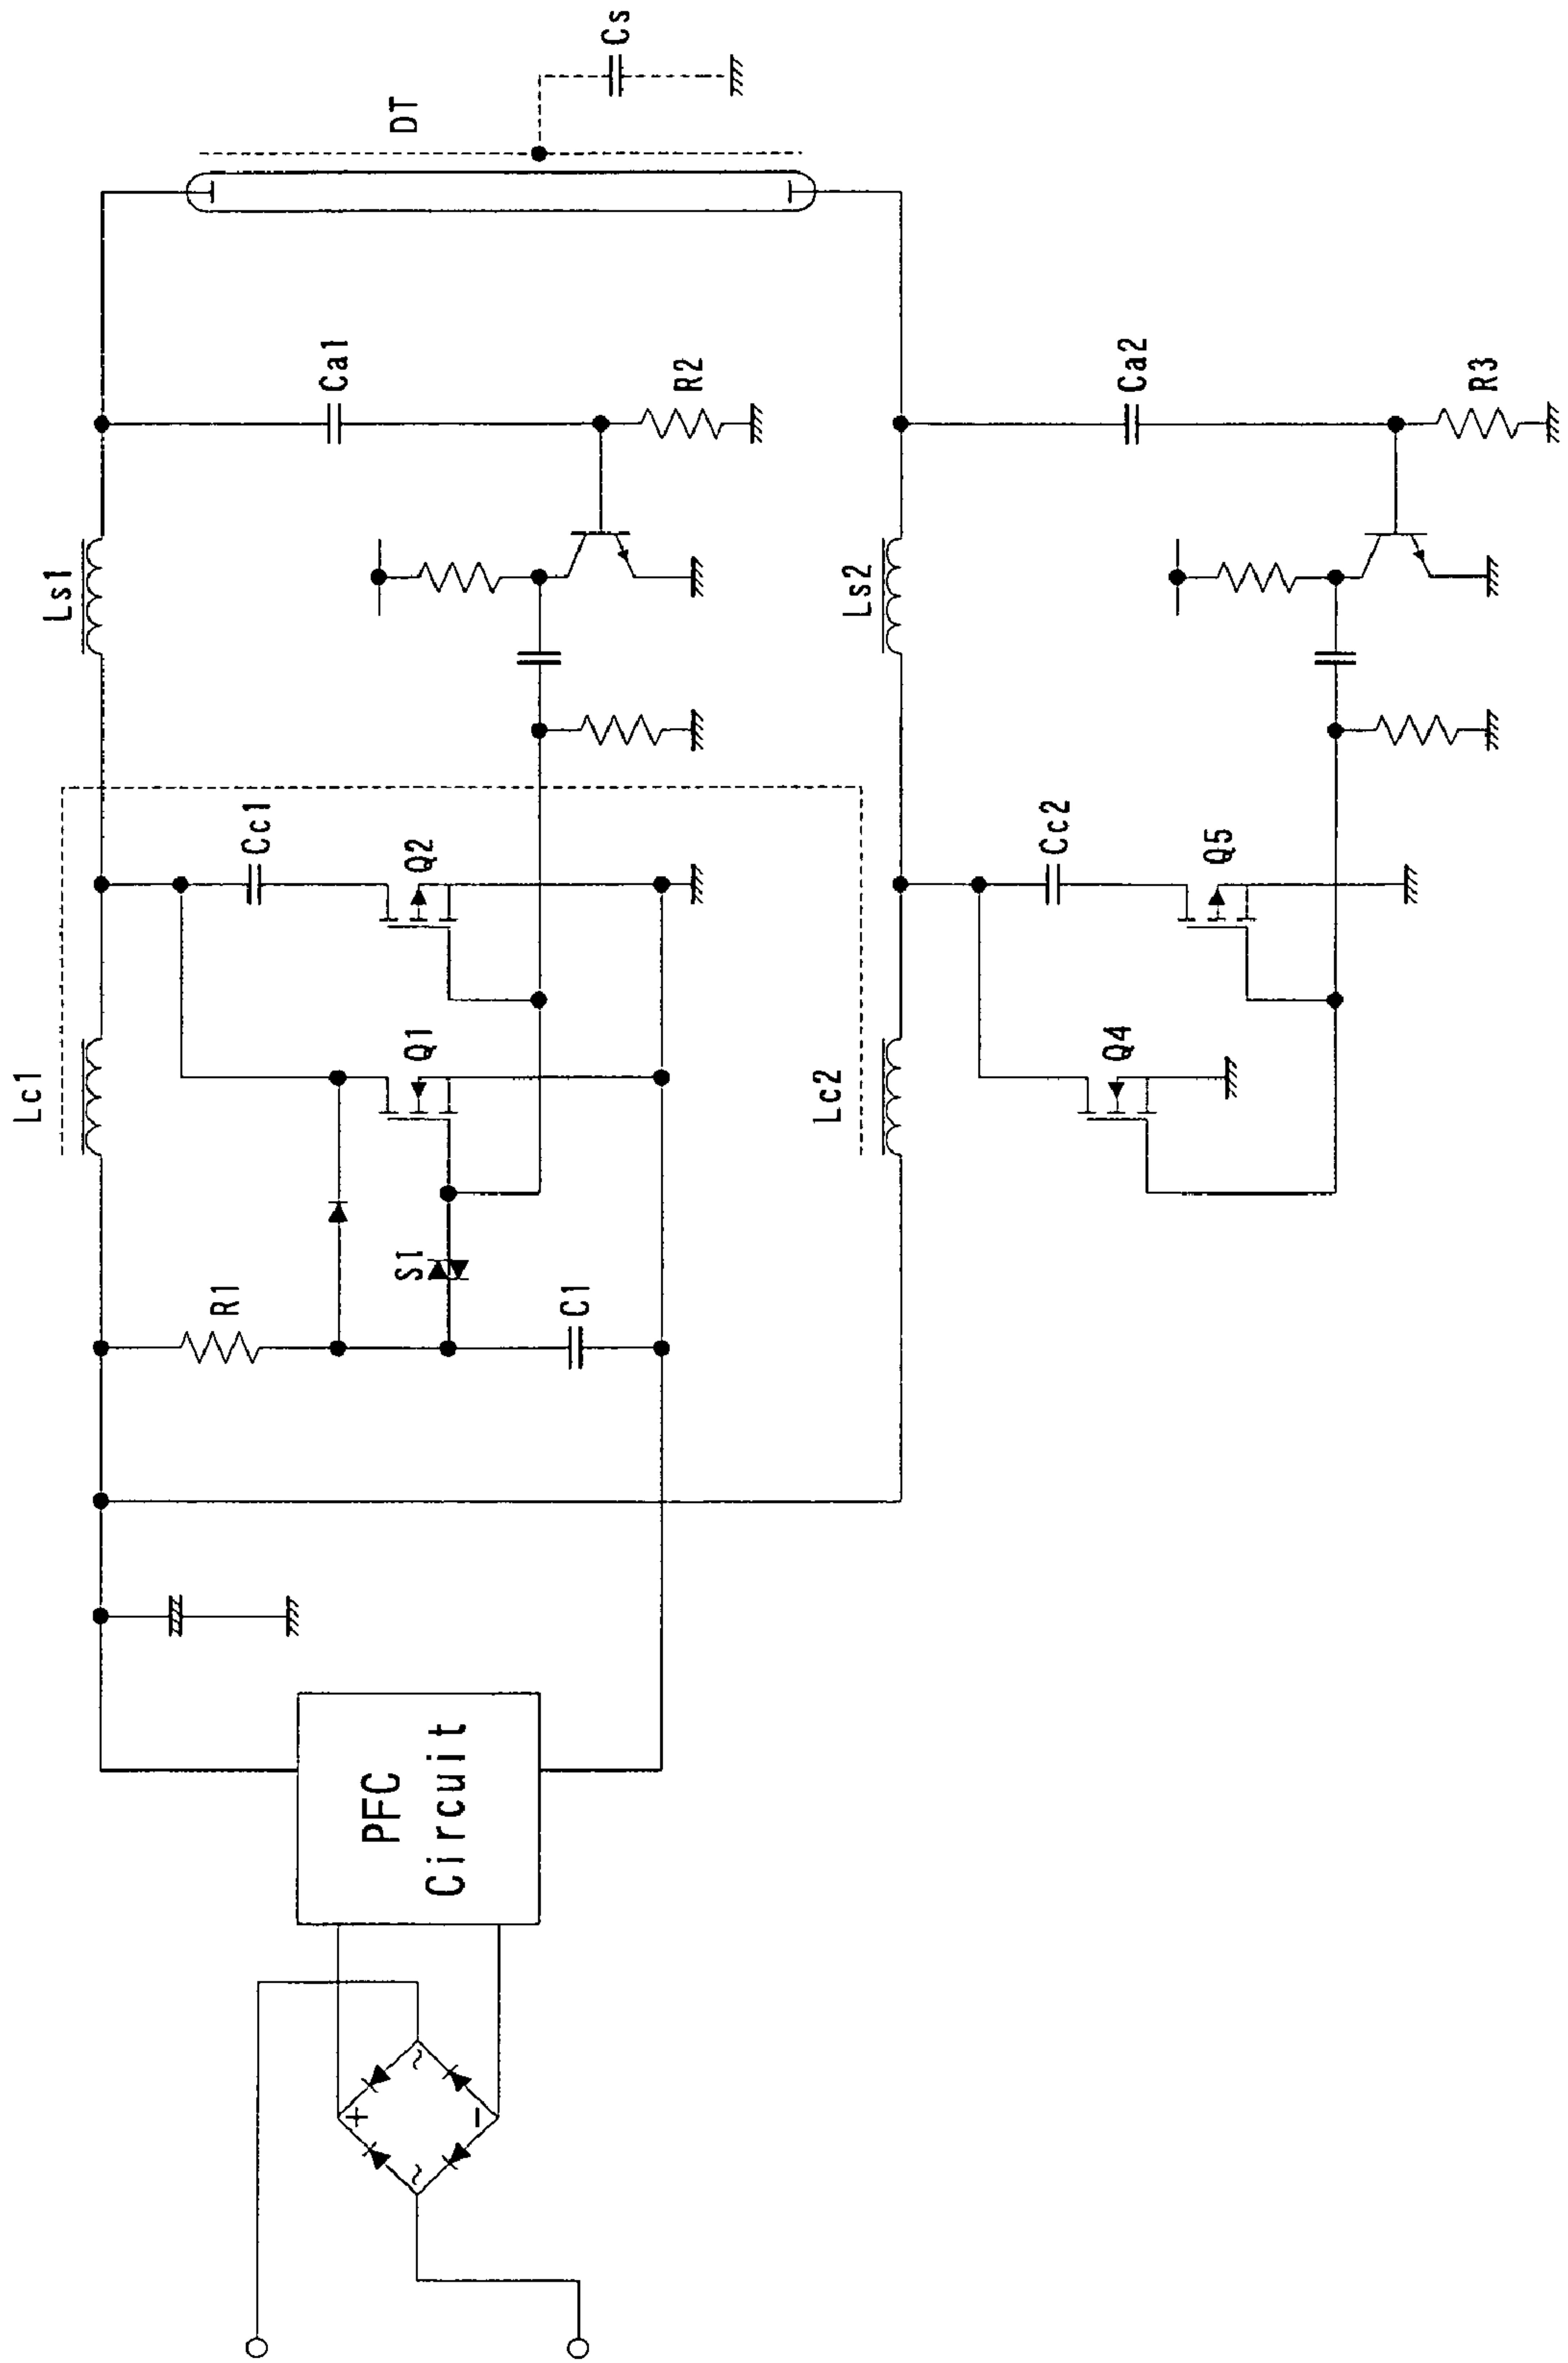 Cs
DT
Ca1
R2
Ca2
R3
Ls1
Ls2
Cc1
Q2
Cc2
Q5
Lc1
Q1
Lc2
Q4
R1
S1
C1
PFC
Circuit
~
+
−
~